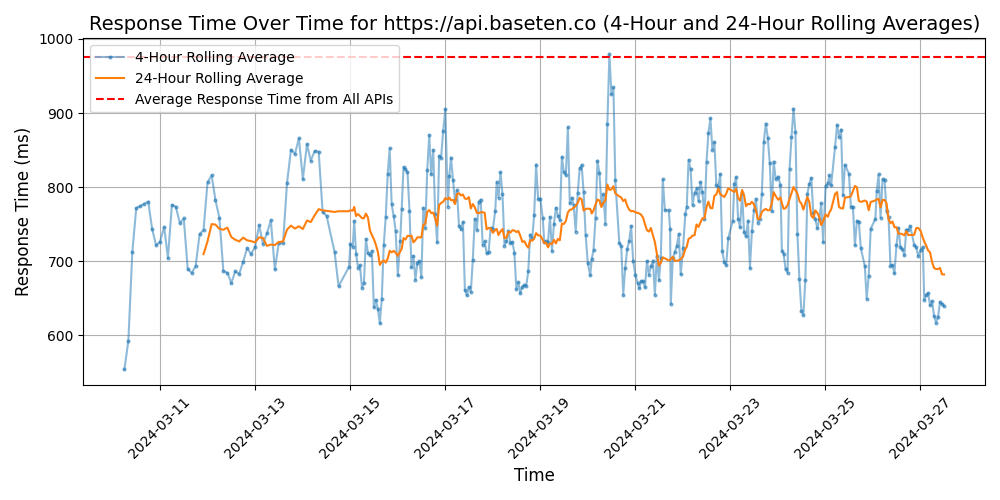 Response Time Over Time for https://api.baseten.co (4-Hour and 24-Hour Rolling Averages)
4-Hour Rolling Average
24-Hour Rolling Average
Average Response Time from All APIs
Response Time (ms)
1000
900
800
700
600
2024-03-11
2024-03-13
2024-03-15
2024-03-17
2024-03-19
2024-03-21
2024-03-23
2024-03-25
2024-03-27
Time